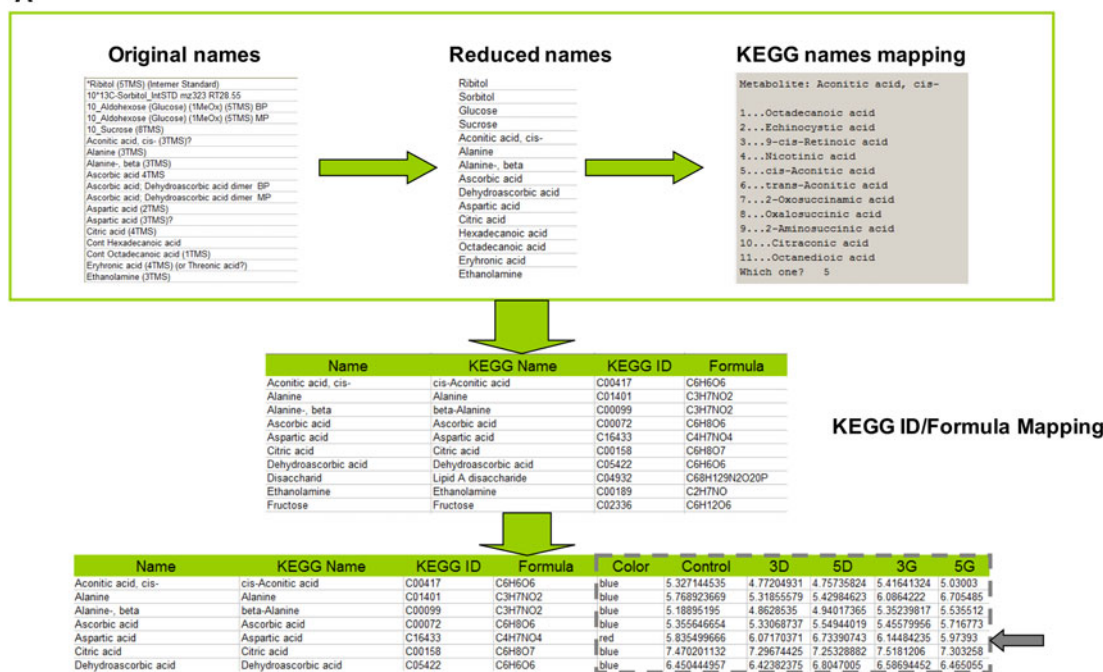 Original names
*Ribitol (5TMS) (Interner Standard)
10*13C-Sorbitol_IntSTD mz323 RT28.55
10_Aldohexose (Glucose) (1MeOx) (5TMS) BP
10_Aldohexose (Glucose) (1MeOx) (5TMS) MP
10_Sucrose (8TMS)
Aconitic acid, cis- (3TMS)?
Alanine (3TMS)
Alanine-, beta (3TMS)
Ascorbic acid 4TMS
Ascorbic acid; Dehydroascorbic acid dimer BP
Ascorbic acid; Dehydroascorbic acid dimer MP
Aspartic acid (2TMS)
Aspartic acid (3TMS)?
Citric acid (4TMS)
Cont Hexadecanoic acid
Cont Octadecanoic acid (1TMS)
Eryhronic acid (4TMS) (or Threonic acid?)
Ethanolamine (3TMS)
Reduced names
Ribitol
Sorbitol
Glucose
Sucrose
Aconitic acid, cis-
Alanine
Alanine-, beta
Ascorbic acid
Dehydroascorbic acid
Aspartic acid
Citric acid
Hexadecanoic acid
Octadecanoic acid
Eryhronic acid
Ethanolamine
KEGG names mapping
Metabolite: Aconitic acid, cis-
1...Octadecanoic acid
2...Echinocystic acid
3...9-cis-Retinoic acid
4...Nicotinic acid
5...cis-Aconitic acid
6...trans-Aconitic acid
7...2-Oxosuccinamic acid
8...Oxalosuccinic acid
9...2-Aminosuccinic acid
10...Citraconic acid
11...Octanedioic acid
Which one? 5
Name KEGG Name KEGG ID Formula
Aconitic acid, cis- cis-Aconitic acid C00417 C6H6O6
Alanine Alanine C01401 C3H7NO2
Alanine-, beta beta-Alanine C00099 C3H7NO2
Ascorbic acid Ascorbic acid C00072 C6H8O6
Aspartic acid Aspartic acid C16433 C4H7NO4
Citric acid Citric acid C00158 C6H8O7
Dehydroascorbic acid Dehydroascorbic acid C05422 C6H6O6
Disaccharid Lipid A disaccharide C04932 C68H129N2O20P
Ethanolamine Ethanolamine C00189 C2H7NO
Fructose Fructose C02336 C6H12O6
KEGG ID/Formula Mapping
Name KEGG Name KEGG ID Formula Color Control 3D 5D 3G 5G
Aconitic acid, cis- cis-Aconitic acid C00417 C6H6O6 blue 5.327144535 4.77204931 4.75735824 5.41641324 5.03003
Alanine Alanine C01401 C3H7NO2 blue 5.768923669 5.31855579 5.42984623 6.0864222 6.705485
Alanine-, beta beta-Alanine C00099 C3H7NO2 blue 5.18895195 4.8628535 4.94017365 5.35239817 5.535512
Ascorbic acid Ascorbic acid C00072 C6H8O6 blue 5.355646654 5.33068737 5.54944019 5.45579956 5.716773
Aspartic acid Aspartic acid C16433 C4H7NO4 red 5.835499666 6.07170371 6.73390743 6.14484235 5.97393
Citric acid Citric acid C00158 C6H8O7 blue 7.470201132 7.29674425 7.25328882 7.5181206 7.303258
Dehydroascorbic acid Dehydroascorbic acid C05422 C6H6O6 blue 6.450444957 6.42382375 6.8047005 6.58694452 6.465055